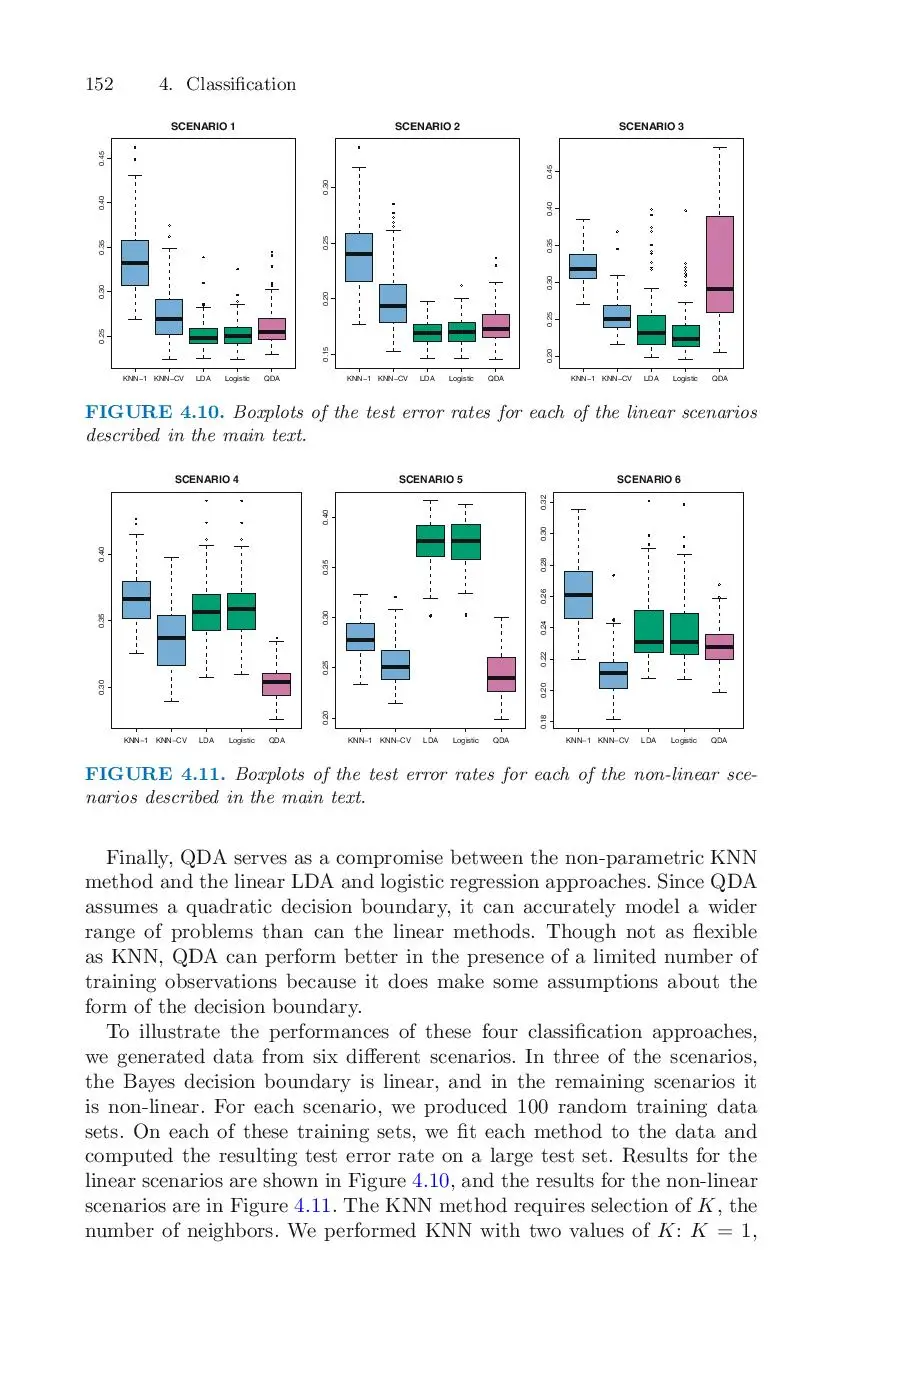 152 4. Classification
SCENARIO 1
SCENARIO 2
SCENARIO 3
0.45
0.40
0.35
0.30
0.25
0.30
0.25
0.20
0.15
0.45
0.40
0.35
0.30
0.25
0.20
KNN−1 KNN−CV LDA Logistic QDA
KNN−1 KNN−CV LDA Logistic QDA
KNN−1 KNN−CV LDA Logistic QDA
FIGURE 4.10. Boxplots of the test error rates for each of the linear scenarios
described in the main text.
SCENARIO 4
SCENARIO 5
SCENARIO 6
0.40
0.35
0.30
0.40
0.35
0.30
0.25
0.20
0.32
0.30
0.28
0.26
0.24
0.22
0.20
0.18
KNN−1 KNN−CV LDA Logistic QDA
KNN−1 KNN−CV LDA Logistic QDA
KNN−1 KNN−CV LDA Logistic QDA
FIGURE 4.11. Boxplots of the test error rates for each of the non-linear sce-
narios described in the main text.
Finally, QDA serves as a compromise between the non-parametric KNN
method and the linear LDA and logistic regression approaches. Since QDA
assumes a quadratic decision boundary, it can accurately model a wider
range of problems than can the linear methods. Though not as flexible
as KNN, QDA can perform better in the presence of a limited number of
training observations because it does make some assumptions about the
form of the decision boundary.
To illustrate the performances of these four classification approaches,
we generated data from six different scenarios. In three of the scenarios,
the Bayes decision boundary is linear, and in the remaining scenarios it
is non-linear. For each scenario, we produced 100 random training data
sets. On each of these training sets, we fit each method to the data and
computed the resulting test error rate on a large test set. Results for the
linear scenarios are shown in Figure 4.10, and the results for the non-linear
scenarios are in Figure 4.11. The KNN method requires selection of K, the
number of neighbors. We performed KNN with two values of K: K = 1,